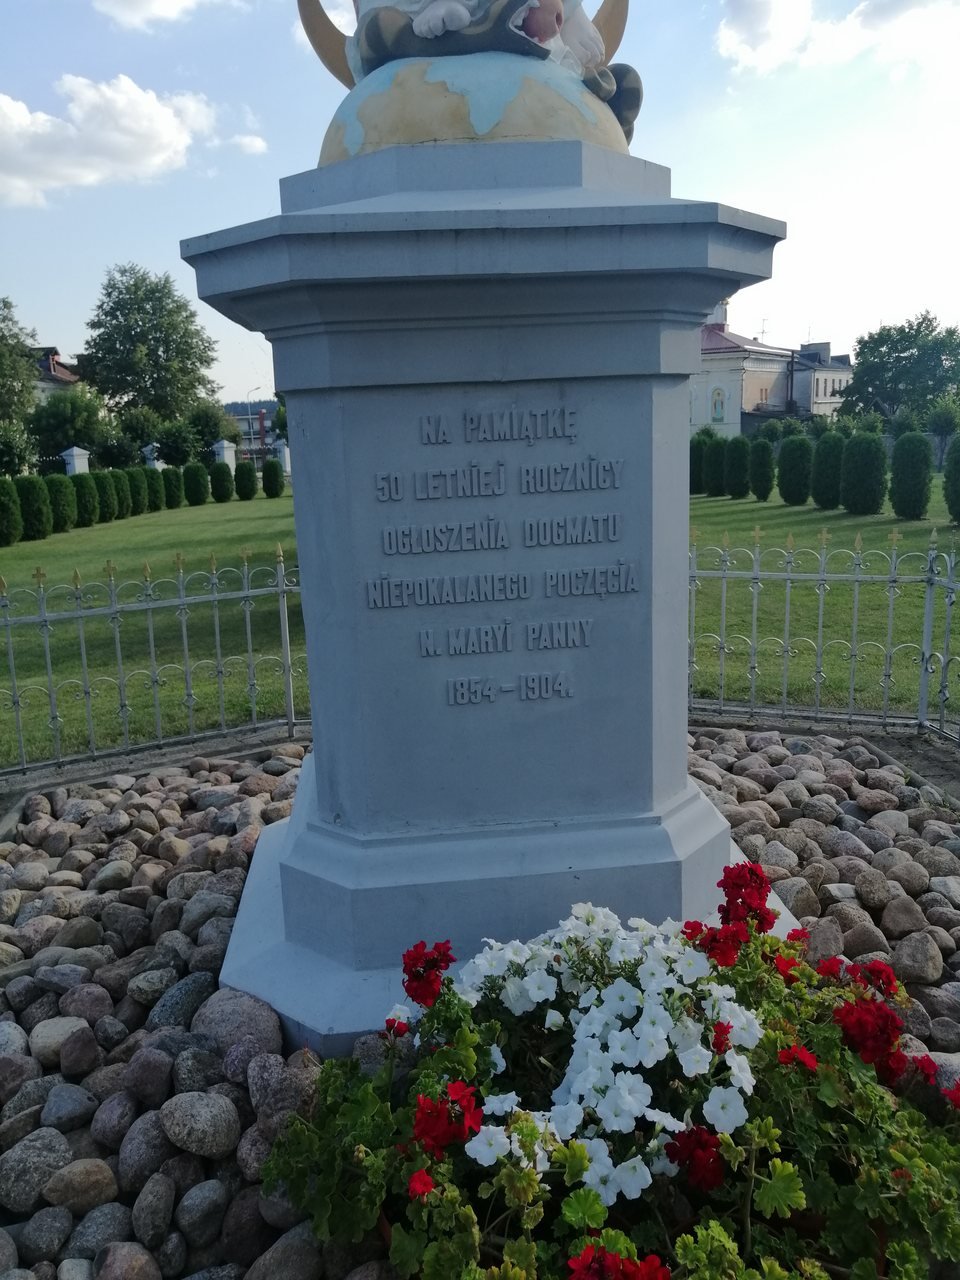 NA PAMIĄTKĘ
50 LETNIEJ ROCZNICY
OGŁOSZENIA DOGMATU
NIEPOKALANEGO POCZĘCIA
N. MARYI PANNY
1854 – 1904.